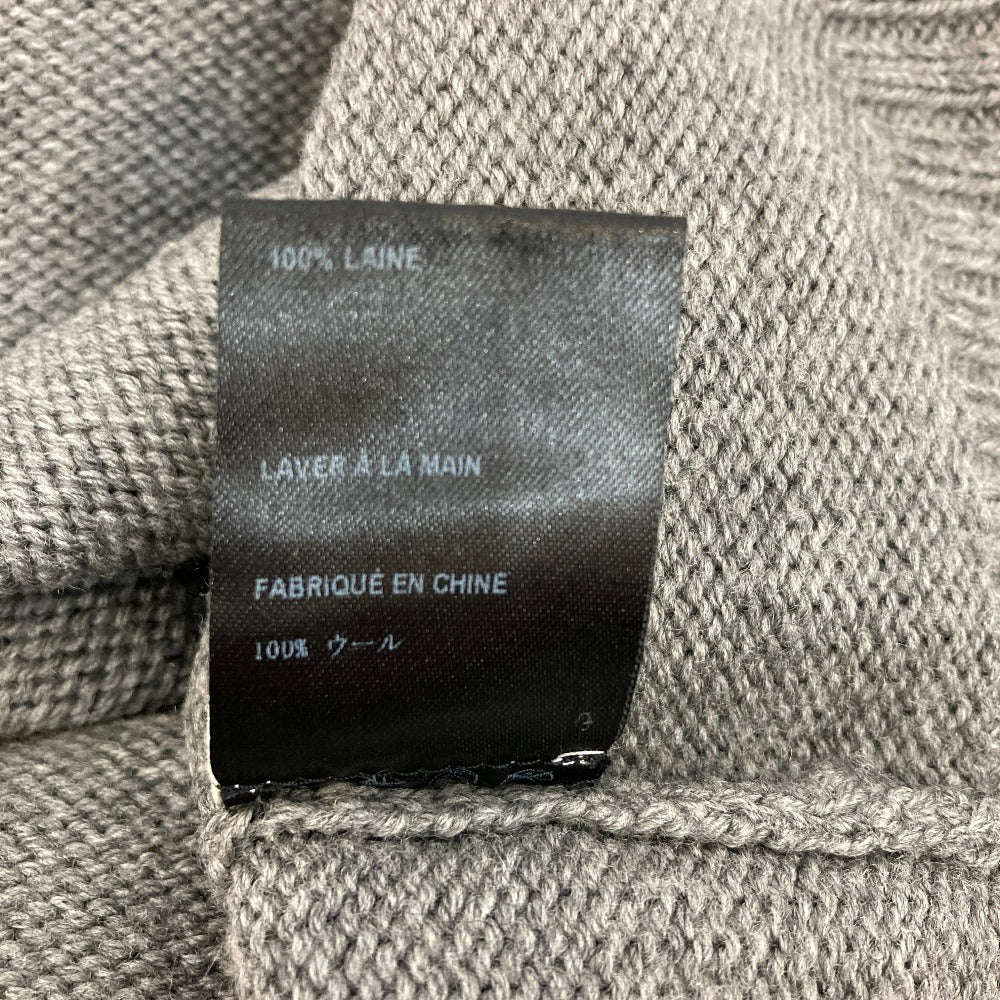 100% LAINE
LAVER À LA MAIN
FABRIQUÉ EN CHINE
100% ウール